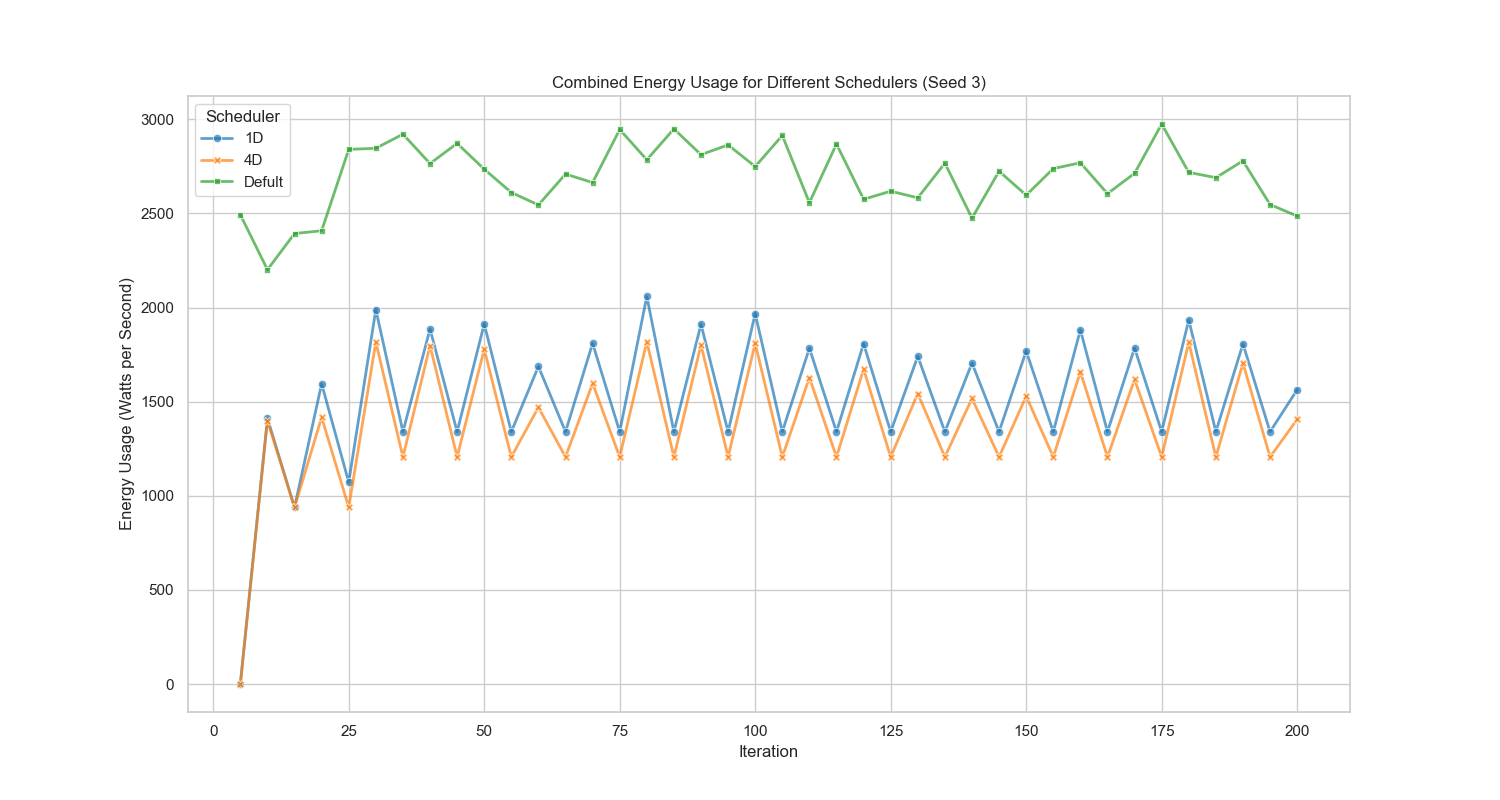 Combined Energy Usage for Different Schedulers (Seed 3)
Scheduler
1D
4D
Defult
3000
2500
2000
1500
1000
500
0
Energy Usage (Watts per Second)
0 25 50 75 100 125 150 175 200
Iteration